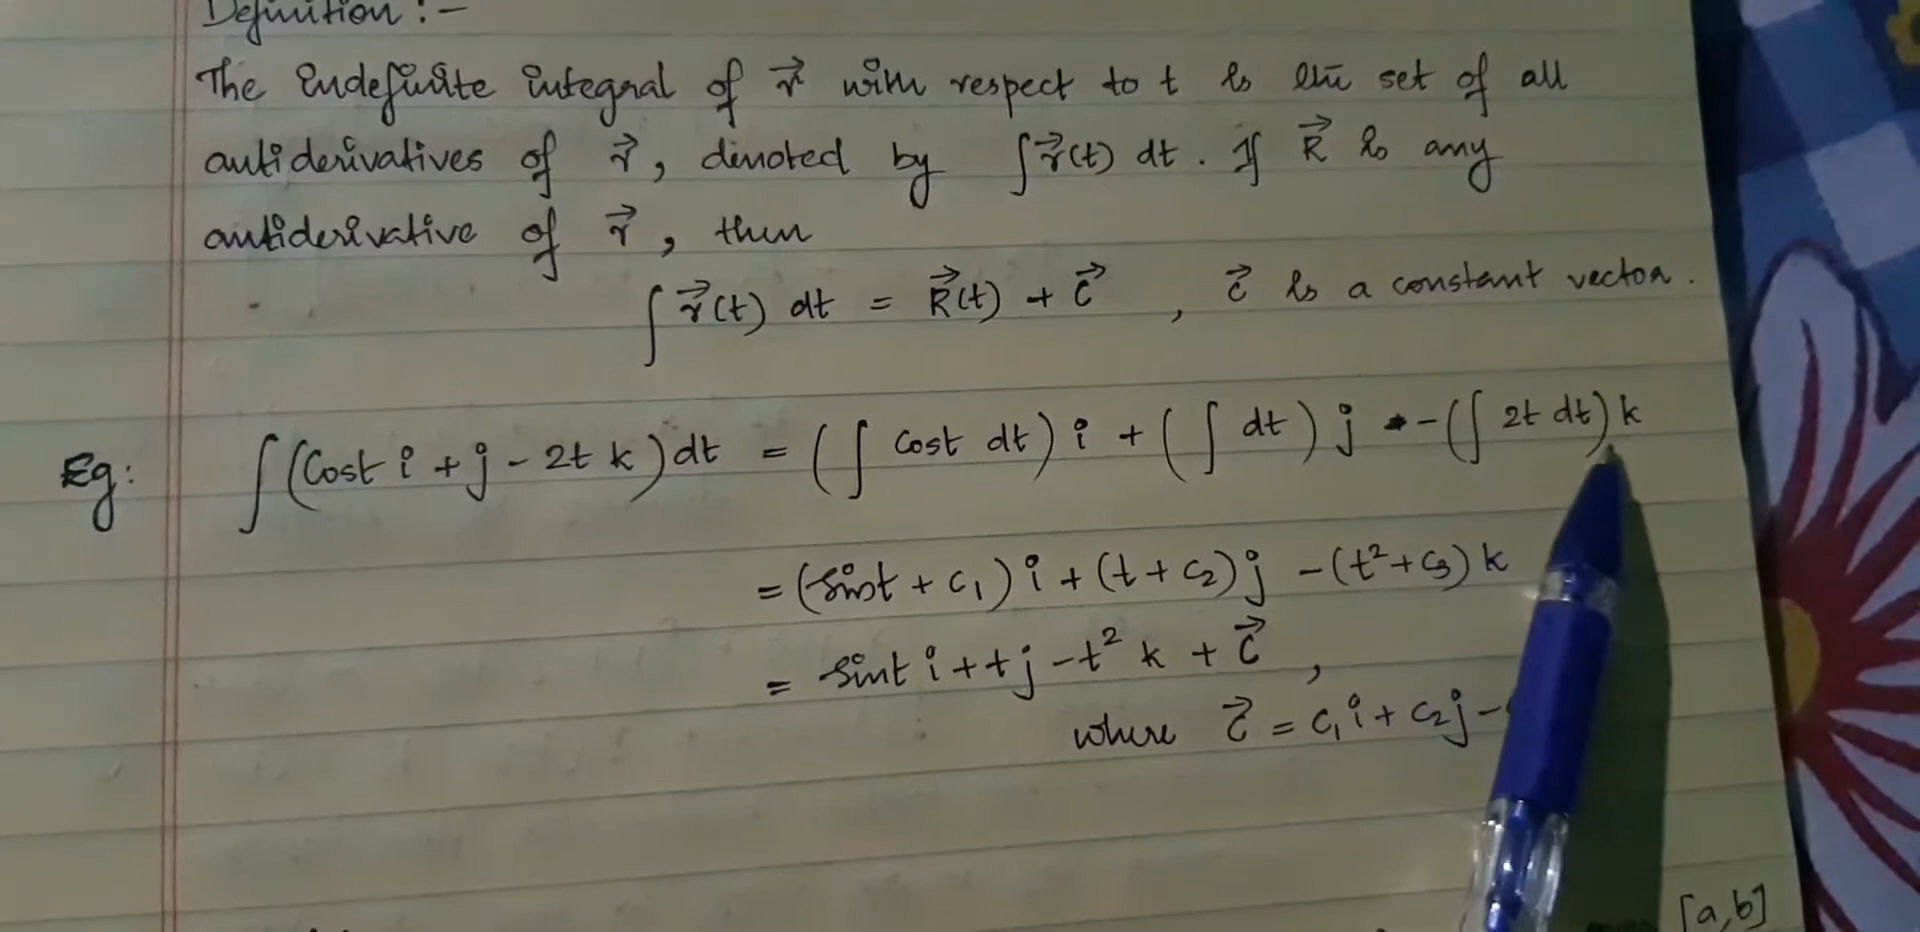 Definition :-
The indefinite integral of r⃗ with respect to t is the set of all
antiderivatives of r⃗, denoted by ∫r⃗(t) dt. If R⃗ is any
antiderivative of r⃗, then
∫ r⃗(t) dt = R⃗(t) + C⃗ , C⃗ is a constant vector.
Eg: ∫(Cost i + j - 2t k)dt = (∫ Cost dt) i + (∫ dt) j - (∫ 2t dt) k
= (sint + c₁) i + (t + c₂) j - (t² + c₃) k
= sint i + t j - t² k + C⃗ ,
where C⃗ = c₁ i + c₂ j -
[a,b]